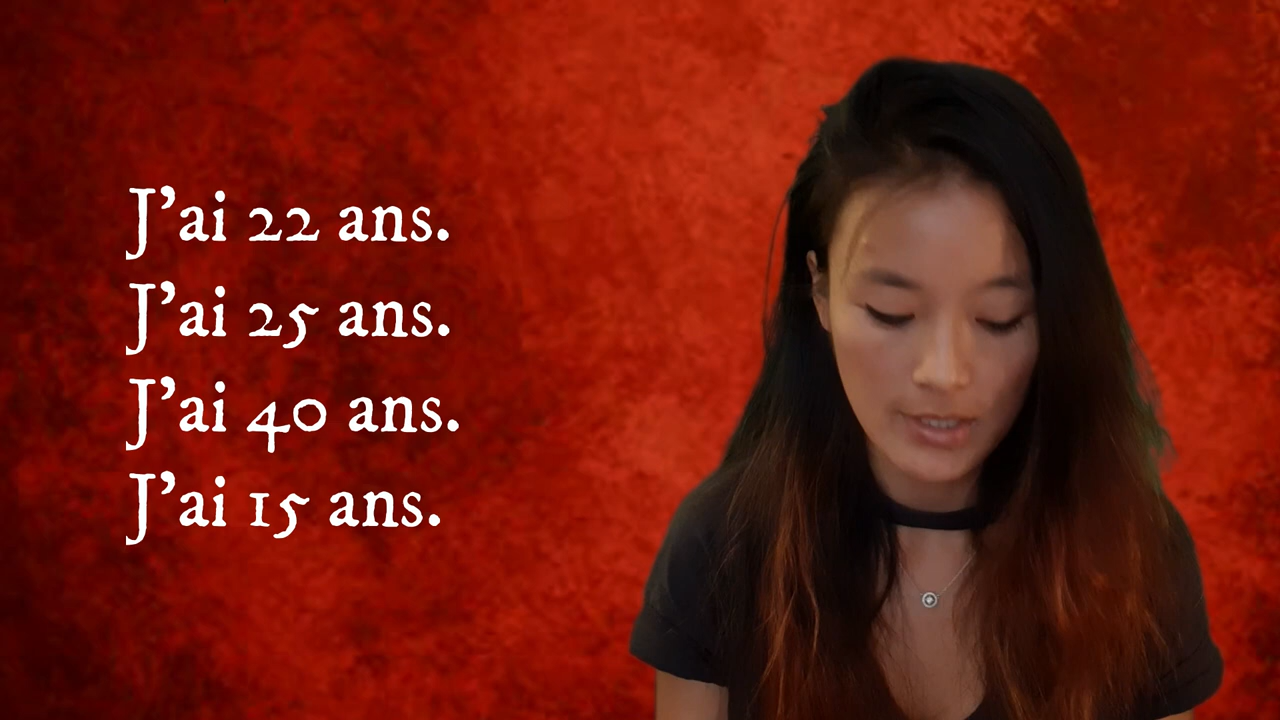 J’ai 22 ans.
J’ai 25 ans.
J’ai 40 ans.
J’ai 15 ans.